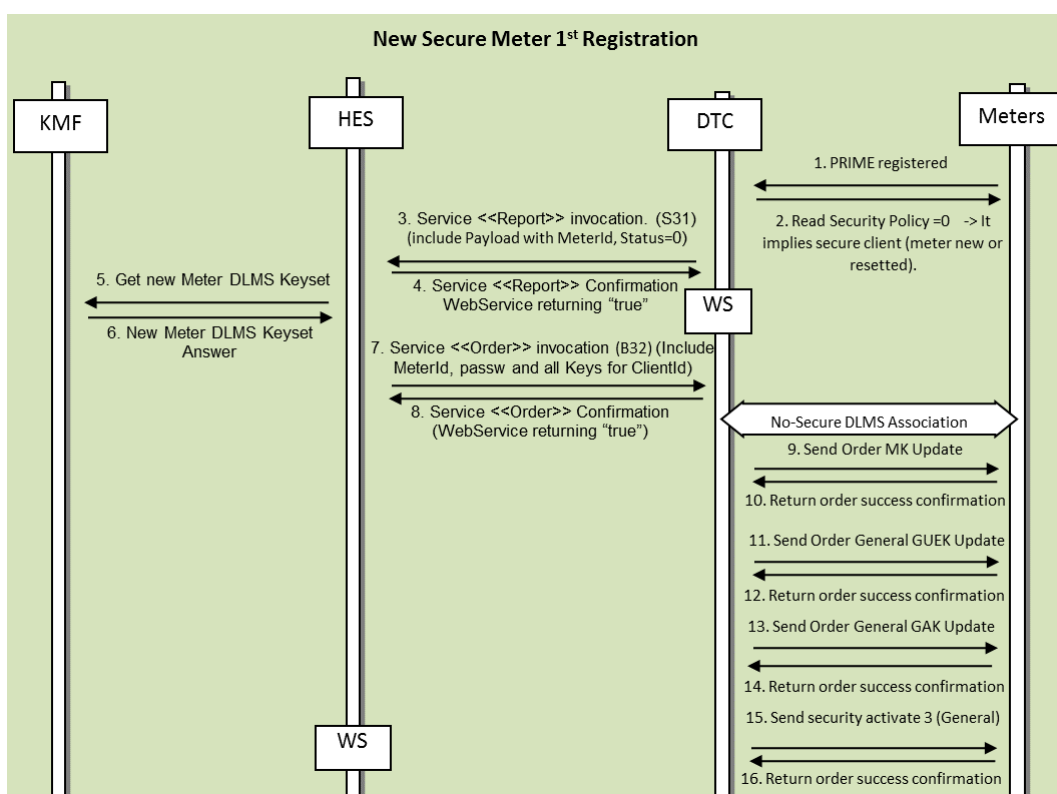 New Secure Meter 1st Registration
KMF
HES
DTC
Meters
1. PRIME registered
2. Read Security Policy =0 -> It
implies secure client (meter new or
resetted).
3. Service <<Report>> invocation. (S31)
(include Payload with MeterId, Status=0)
4. Service <<Report>> Confirmation
WebService returning “true”
WS
5. Get new Meter DLMS Keyset
6. New Meter DLMS Keyset
Answer
7. Service <<Order>> invocation (B32) (Include
MeterId, passw and all Keys for ClientId)
8. Service <<Order>> Confirmation
(WebService returning “true”)
No-Secure DLMS Association
9. Send Order MK Update
10. Return order success confirmation
11. Send Order General GUEK Update
12. Return order success confirmation
13. Send Order General GAK Update
14. Return order success confirmation
15. Send security activate 3 (General)
WS
16. Return order success confirmation